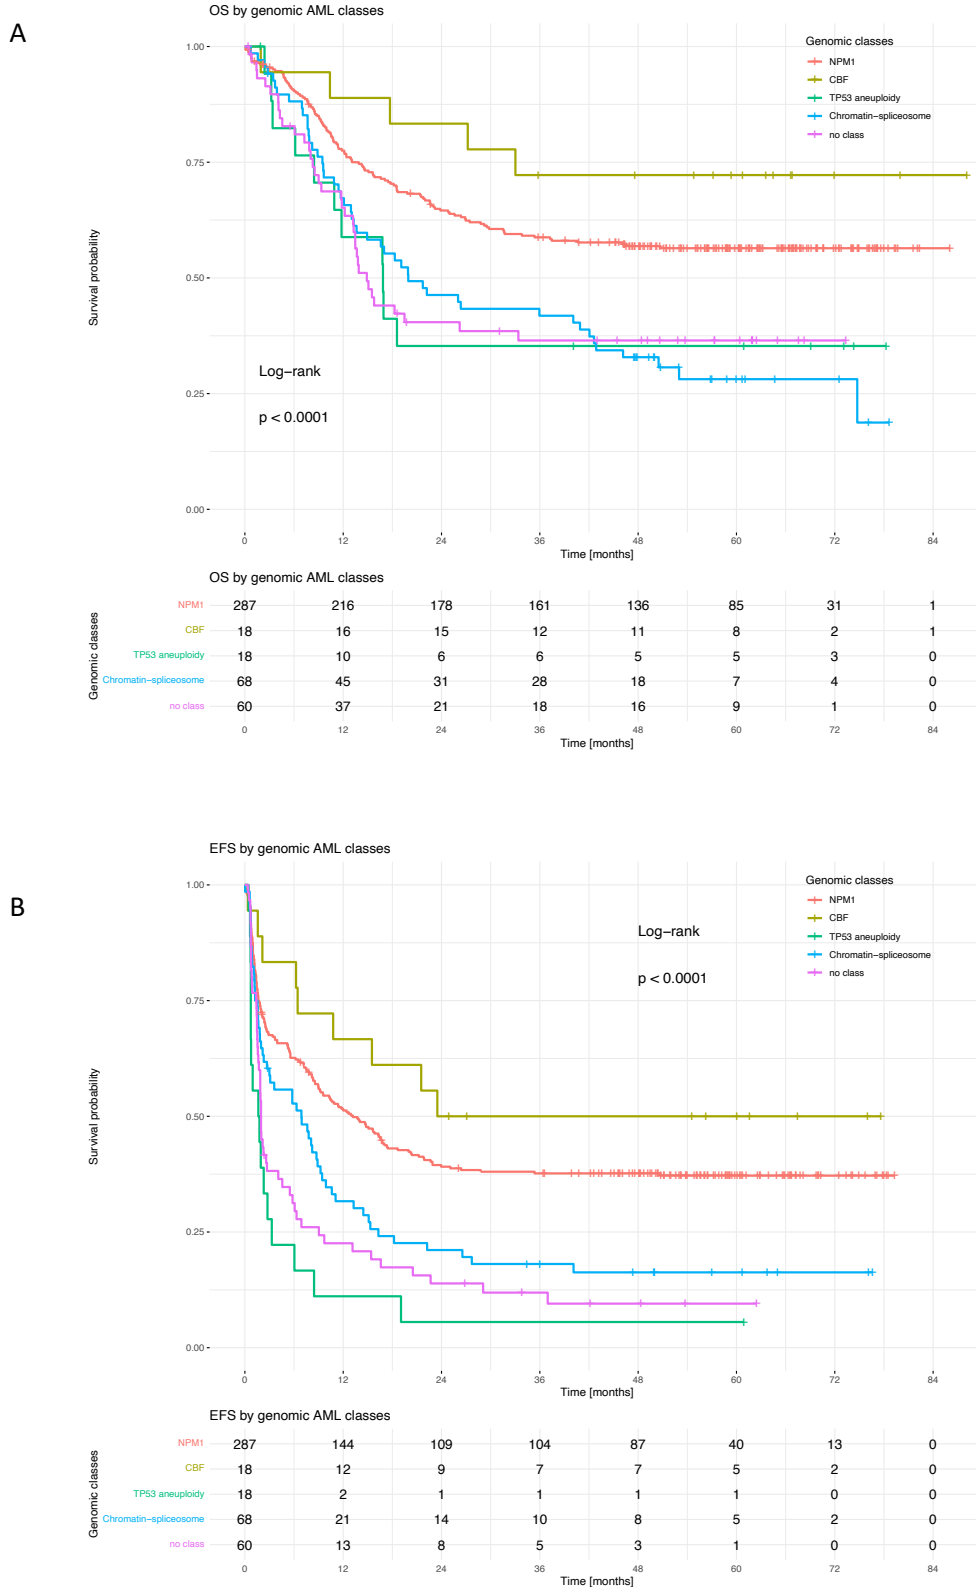 A
OS by genomic AML classes
Genomic classes
NPM1
CBF
TP53 aneuploidy
Chromatin−spliceosome
no class
Survival probability
1.00
0.75
0.50
0.25
0.00
Log−rank
p < 0.0001
0 12 24 36 48 60 72 84
Time [months]
OS by genomic AML classes
Genomic classes
NPM1 287 216 178 161 136 85 31 1
CBF 18 16 15 12 11 8 2 1
TP53 aneuploidy 18 10 6 6 5 5 3 0
Chromatin−spliceosome 68 45 31 28 18 7 4 0
no class 60 37 21 18 16 9 1 0
0 12 24 36 48 60 72 84
Time [months]
B
EFS by genomic AML classes
Genomic classes
NPM1
CBF
TP53 aneuploidy
Chromatin−spliceosome
no class
Survival probability
1.00
0.75
0.50
0.25
0.00
Log−rank
p < 0.0001
0 12 24 36 48 60 72 84
Time [months]
EFS by genomic AML classes
Genomic classes
NPM1 287 144 109 104 87 40 13 0
CBF 18 12 9 7 7 5 2 0
TP53 aneuploidy 18 2 1 1 1 1 0 0
Chromatin−spliceosome 68 21 14 10 8 5 2 0
no class 60 13 8 5 3 1 0 0
0 12 24 36 48 60 72 84
Time [months]